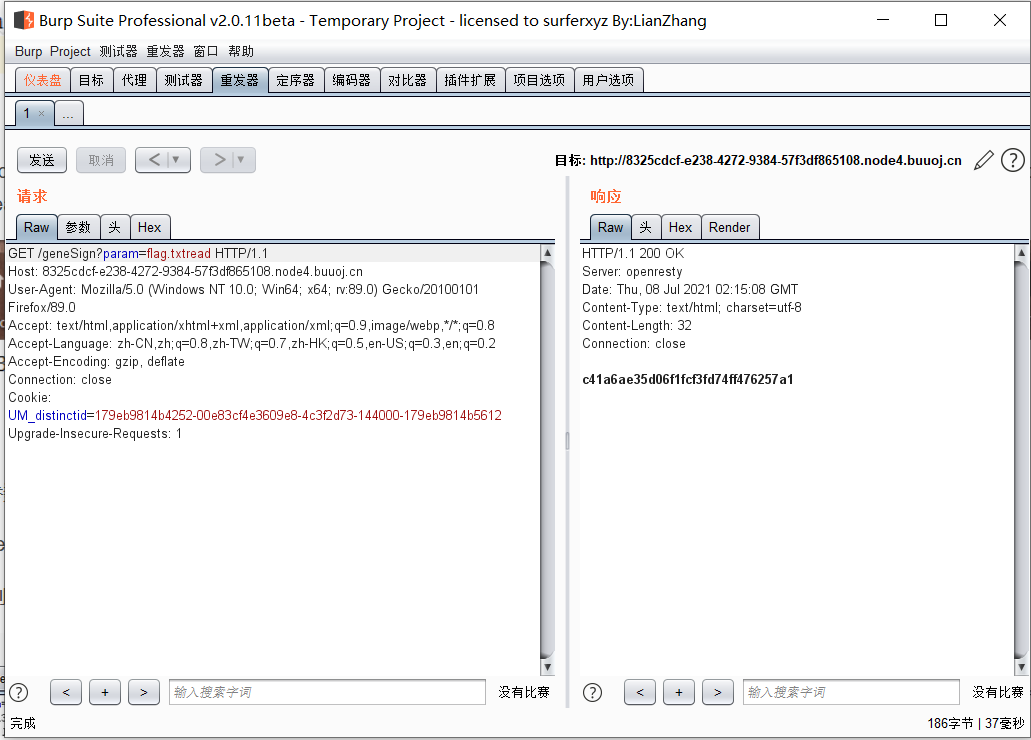 Burp Suite Professional v2.0.11beta - Temporary Project - licensed to surferxyz By:LianZhang
Burp Project 测试器 重发器 窗口 帮助
仪表盘 目标 代理 测试器 重发器 定序器 编码器 对比器 插件扩展 项目选项 用户选项
1 × ...
发送 取消 < ▼ > ▼ 目标: http://8325cdcf-e238-4272-9384-57f3df865108.node4.buuoj.cn ?
请求
Raw 参数 头 Hex
GET /geneSign?param=flag.txtread HTTP/1.1
Host: 8325cdcf-e238-4272-9384-57f3df865108.node4.buuoj.cn
User-Agent: Mozilla/5.0 (Windows NT 10.0; Win64; x64; rv:89.0) Gecko/20100101
Firefox/89.0
Accept: text/html,application/xhtml+xml,application/xml;q=0.9,image/webp,*/*;q=0.8
Accept-Language: zh-CN,zh;q=0.8,zh-TW;q=0.7,zh-HK;q=0.5,en-US;q=0.3,en;q=0.2
Accept-Encoding: gzip, deflate
Connection: close
Cookie:
UM_distinctid=179eb9814b4252-00e83cf4e3609e8-4c3f2d73-144000-179eb9814b5612
Upgrade-Insecure-Requests: 1
? < + > 输入搜索字词 没有比赛
响应
Raw 头 Hex Render
HTTP/1.1 200 OK
Server: openresty
Date: Thu, 08 Jul 2021 02:15:08 GMT
Content-Type: text/html; charset=utf-8
Content-Length: 32
Connection: close
c41a6ae35d06f1fcf3fd74ff476257a1
? < + > 输入搜索字词 没有比赛
完成 186字节 | 37毫秒